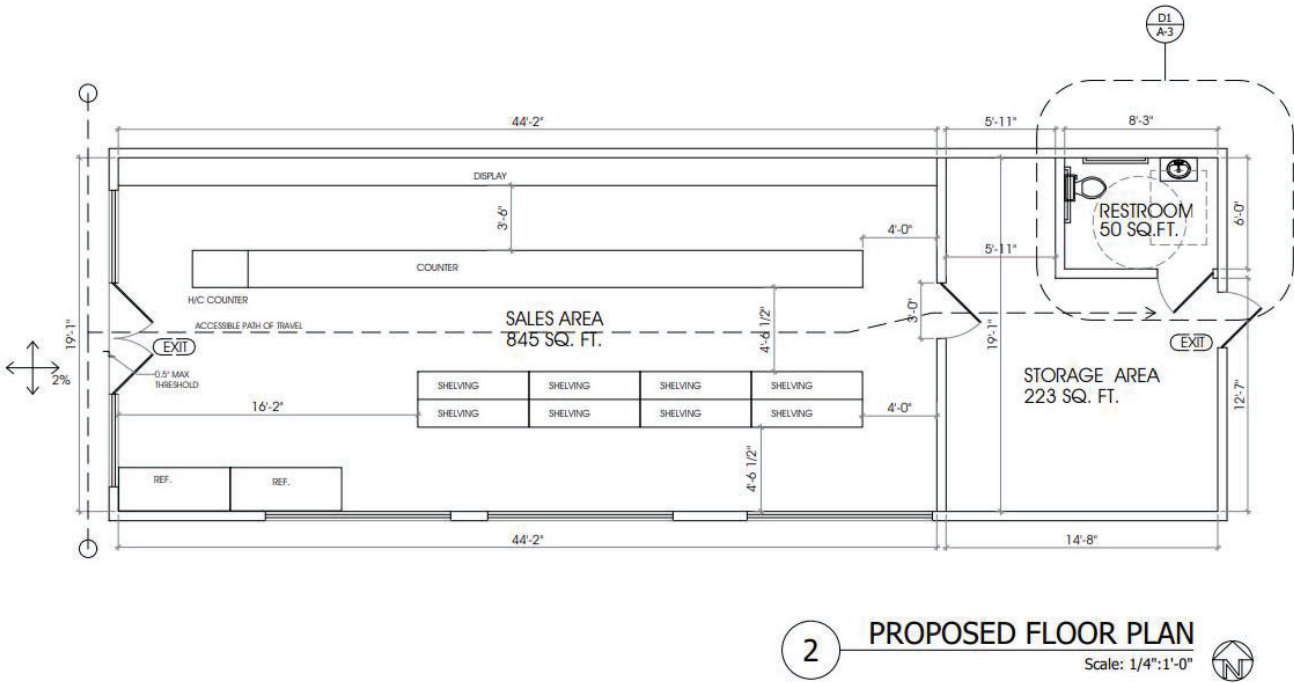 D1
A-3
44'-2"
5'-11"
8'-3"
DISPLAY
3'-6"
RESTROOM
50 SQ.FT.
6'-0"
4'-0"
5'-11"
COUNTER
H/C COUNTER
ACCESSIBLE PATH OF TRAVEL
SALES AREA
845 SQ. FT.
3'-0"
4'-6 1/2"
19'-1"
19'-1"
EXIT
EXIT
2%
0.5" MAX
THRESHOLD
STORAGE AREA
223 SQ. FT.
12'-7"
SHELVING
SHELVING
SHELVING
SHELVING
SHELVING
SHELVING
SHELVING
SHELVING
16'-2"
4'-0"
4'-6 1/2"
REF.
REF.
44'-2"
14'-8"
2
PROPOSED FLOOR PLAN
Scale: 1/4":1'-0"
N